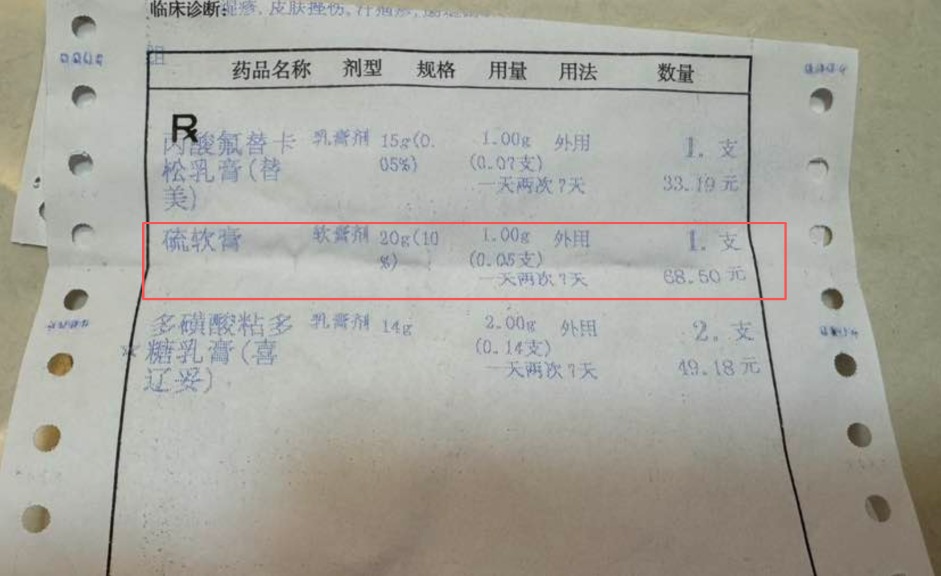 临床诊断：湿疹，皮肤挫伤，汗疱疹，
组
药品名称 剂型 规格 用量 用法 数量
R
丙酸氟替卡 乳膏剂 15g(0. 1.00g 外用 1. 支
松乳膏(替 05%) (0.07支)
一天两次7天 33.19元
美)
硫软膏 软膏剂 20g(10 1.00g 外用 1. 支
%) (0.05支)
一天两次7天 68.50元
多磺酸粘多 乳膏剂 14g 2.00g 外用 2. 支
*糖乳膏(喜 (0.14支)
一天两次7天 49.18元
辽妥)